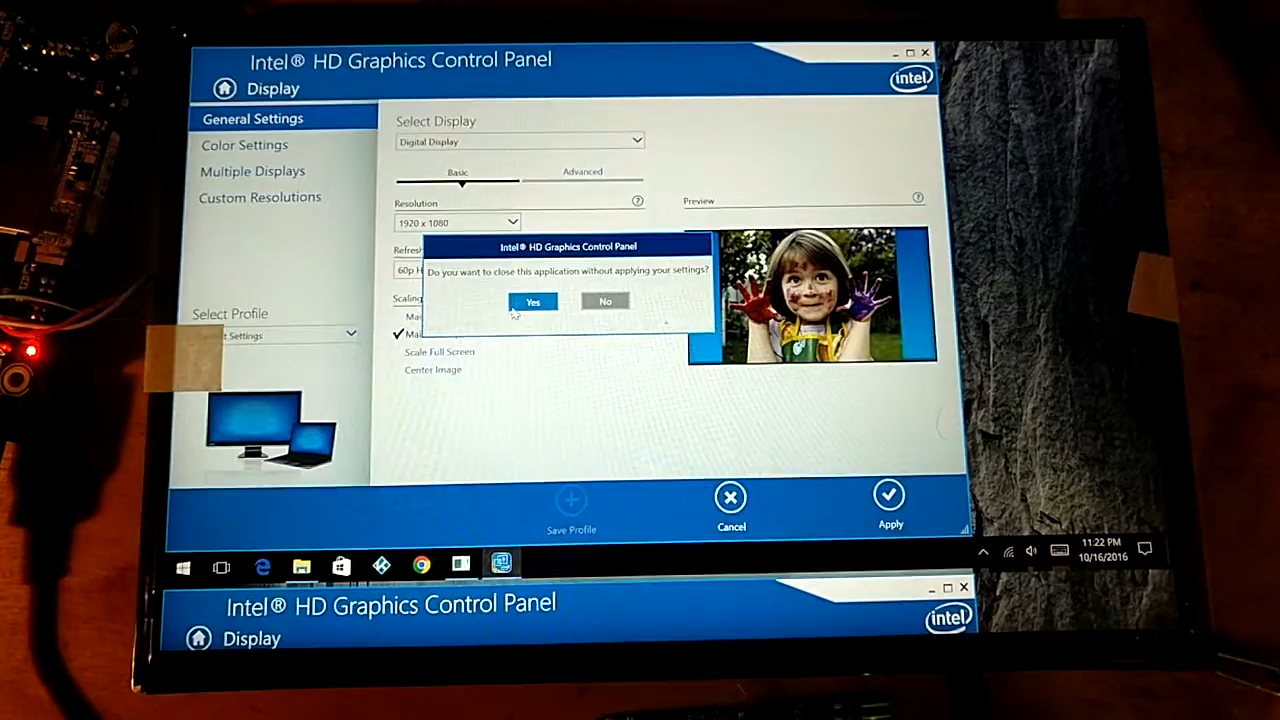 Intel® HD Graphics Control Panel
Display
intel
General Settings
Color Settings
Multiple Displays
Custom Resolutions
Select Profile
Settings
Select Display
Digital Display
Basic
Advanced
Resolution
1920 x 1080
60p
Scaling
Scale Full Screen
Center Image
Preview
Intel® HD Graphics Control Panel
Do you want to close this application without applying your settings?
Yes
No
Save Profile
Cancel
Apply
11:22 PM
10/16/2016
Intel® HD Graphics Control Panel
Display
intel